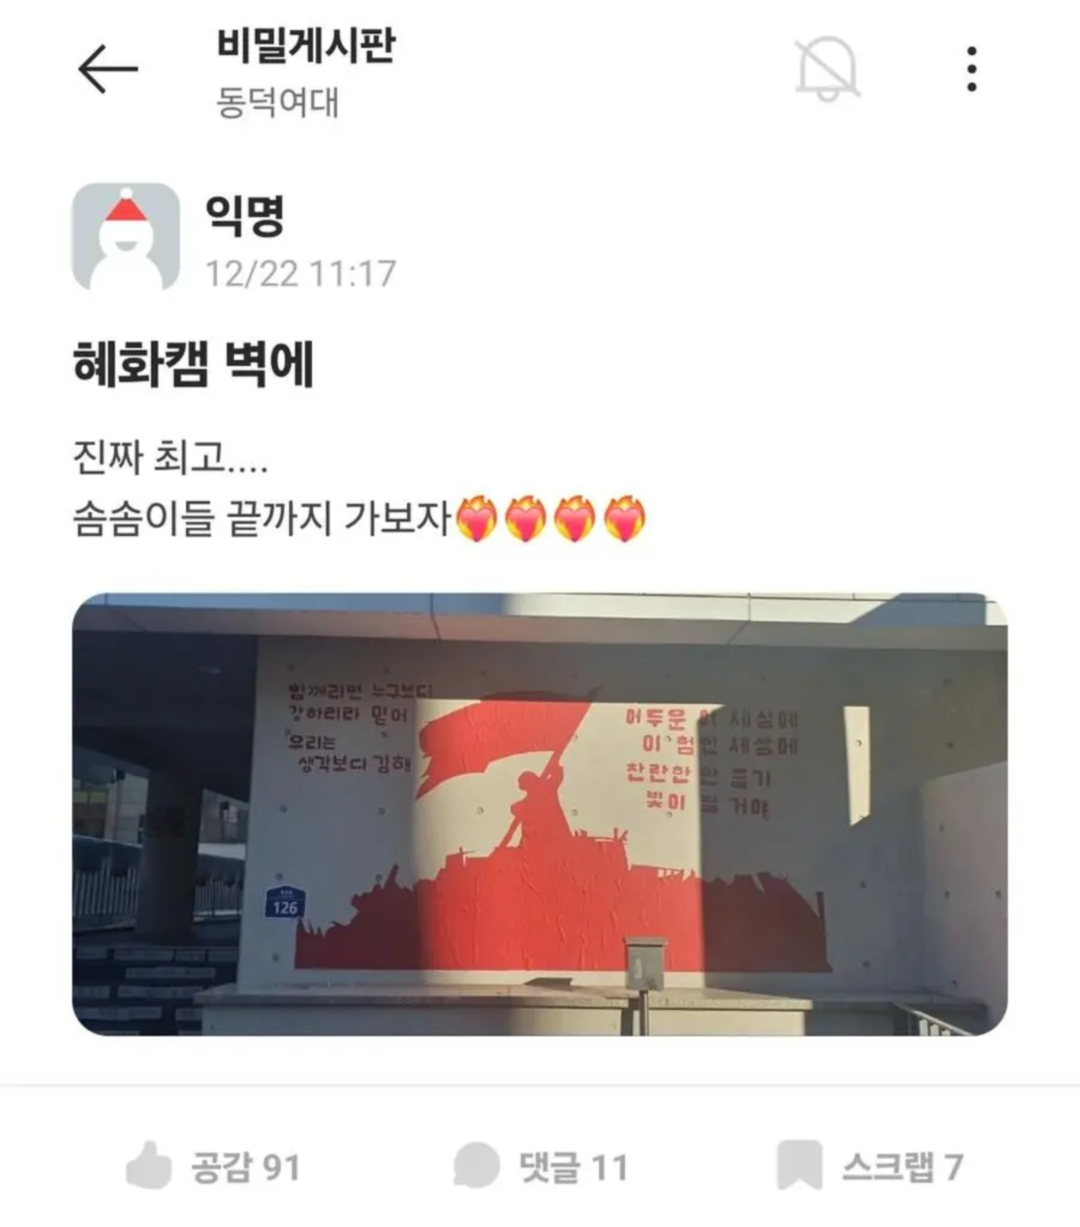 비밀게시판
동덕여대
익명
12/22 11:17
혜화캠 벽에
진짜 최고....
솜솜이들 끝까지 가보자❤️‍🔥❤️‍🔥❤️‍🔥❤️‍🔥
함께라면 누구보다
강하리라 믿어
우리는
생각보다 강해
어두운 이 세상에
이 험한 세상에
찬란한
빛이 될 거야
126
공감 91
댓글 11
스크랩 7